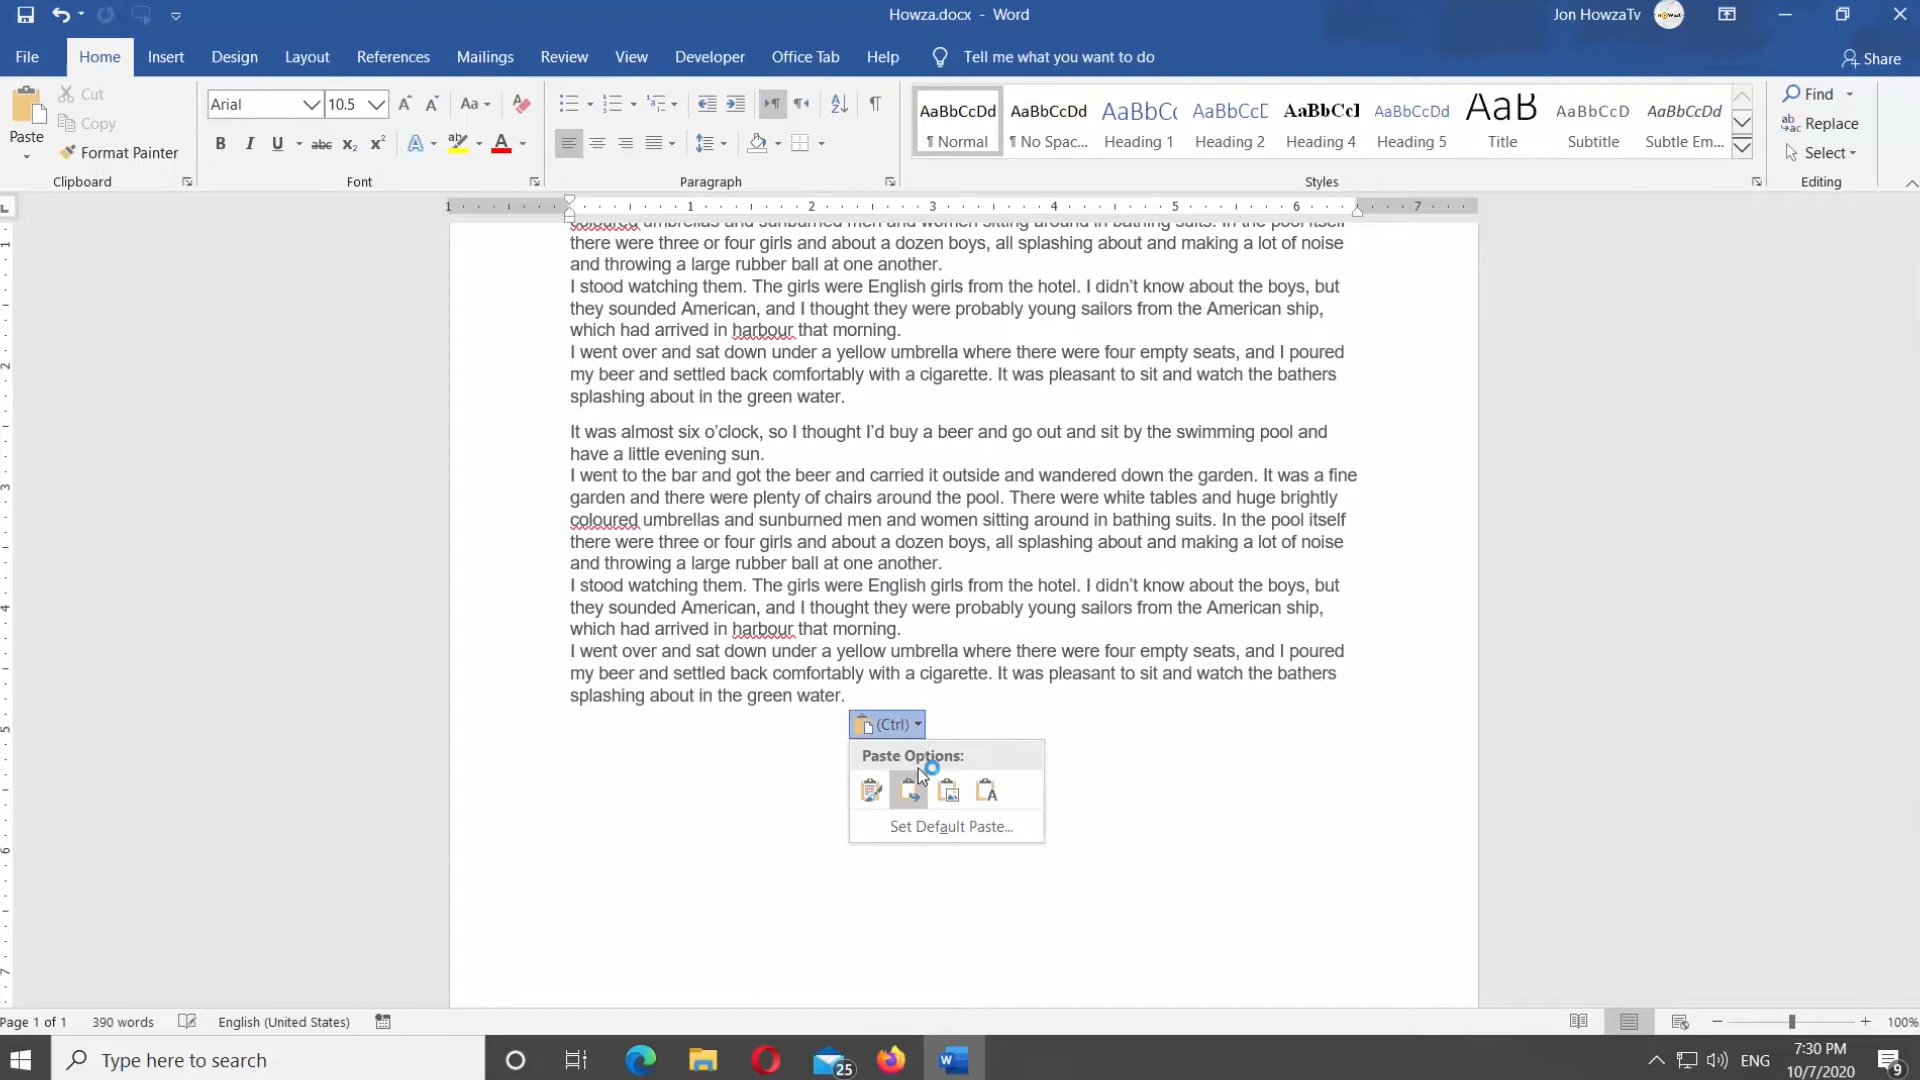 Howza.docx - Word
Jon HowzaTv
File Home Insert Design Layout References Mailings Review View Developer Office Tab Help Tell me what you want to do Share
Paste
Cut
Copy
Format Painter
Clipboard
Arial 10.5
Font
Paragraph
AaBbCcDd AaBbCcDd AaBbC( AaBbCcD AaBbCcI AaBbCcDd AaB AaBbCcD AaBbCcDd
¶ Normal ¶ No Spac... Heading 1 Heading 2 Heading 4 Heading 5 Title Subtitle Subtle Em...
Styles
Find
Replace
Select
Editing
1 1 2 3 4 5 6 7
coloured umbrellas and sunburned men and women sitting around in bathing suits. In the pool itself
there were three or four girls and about a dozen boys, all splashing about and making a lot of noise
and throwing a large rubber ball at one another.
I stood watching them. The girls were English girls from the hotel. I didn’t know about the boys, but
they sounded American, and I thought they were probably young sailors from the American ship,
which had arrived in harbour that morning.
I went over and sat down under a yellow umbrella where there were four empty seats, and I poured
my beer and settled back comfortably with a cigarette. It was pleasant to sit and watch the bathers
splashing about in the green water.
It was almost six o’clock, so I thought I’d buy a beer and go out and sit by the swimming pool and
have a little evening sun.
I went to the bar and got the beer and carried it outside and wandered down the garden. It was a fine
garden and there were plenty of chairs around the pool. There were white tables and huge brightly
coloured umbrellas and sunburned men and women sitting around in bathing suits. In the pool itself
there were three or four girls and about a dozen boys, all splashing about and making a lot of noise
and throwing a large rubber ball at one another.
I stood watching them. The girls were English girls from the hotel. I didn’t know about the boys, but
they sounded American, and I thought they were probably young sailors from the American ship,
which had arrived in harbour that morning.
I went over and sat down under a yellow umbrella where there were four empty seats, and I poured
my beer and settled back comfortably with a cigarette. It was pleasant to sit and watch the bathers
splashing about in the green water.
(Ctrl)
Paste Options:
Set Default Paste...
Page 1 of 1 390 words English (United States) 100%
Type here to search
25
ENG
7:30 PM
10/7/2020
9